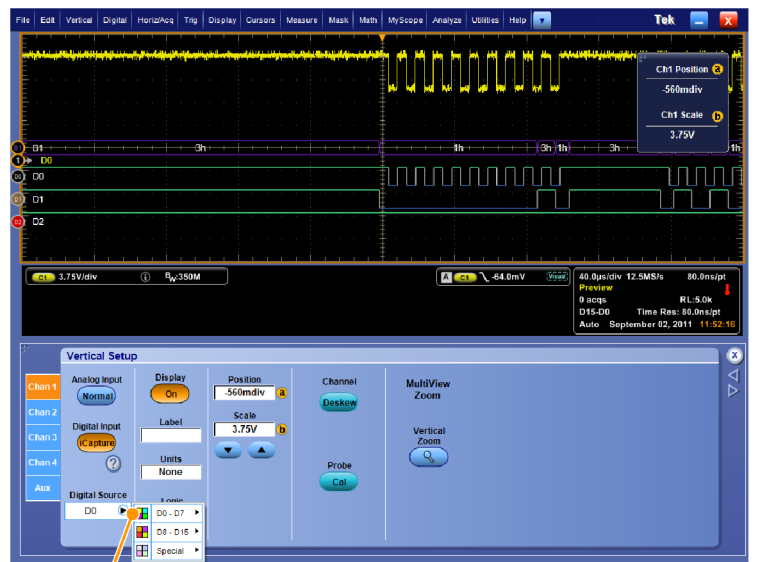 File Edit Vertical Digital Horiz/Acq Trig Display Cursors Measure Mask Math MyScope Analyze Utilities Help Tek X
Ch1 Position a
-560mdiv
Ch1 Scale b
3.75V
B1 3h 1h 3h 1h 3h 1h
1 D0
D0 D0
D1 D1
D2 D2
C1 3.75V/div BW:350M
A C1 -64.0mV Visual
40.0µs/div 12.5MS/s 80.0ns/pt
Preview
0 acqs RL:5.0k
D15-D0 Time Res: 80.0ns/pt
Auto September 02, 2011 11:52:16
Vertical Setup
Chan 1
Chan 2
Chan 3
Chan 4
Aux
Analog Input
Normal
Digital Input
iCapture
?
Digital Source
D0
Display
On
Label
Units
None
Logic
D0 - D7
D8 - D15
Special
Position
-560mdiv a
Scale
3.75V b
Channel
Deskew
Probe
Cal
MultiView
Zoom
Vertical
Zoom
X